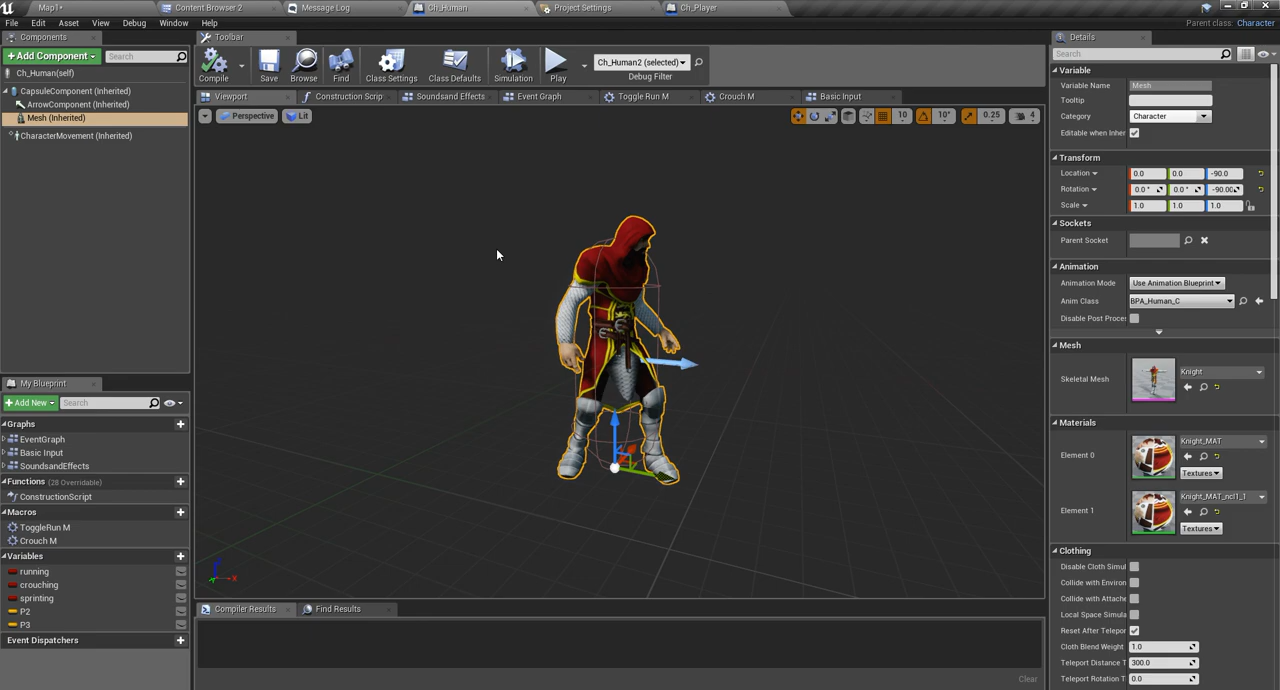 Map1*
Content Browser 2
Message Log
Ch_Human
Project Settings
Ch_Player
File Edit Asset View Debug Window Help
Parent class: Character
Components
+ Add Component
Search
Ch_Human(self)
CapsuleComponent (Inherited)
ArrowComponent (Inherited)
Mesh (Inherited)
CharacterMovement (Inherited)
My Blueprint
+ Add New
Search
Graphs
EventGraph
Basic Input
SoundsandEffects
Functions (28 Overridable)
ConstructionScript
Macros
ToggleRun M
Crouch M
Variables
running
crouching
sprinting
P2
P3
Event Dispatchers
Toolbar
Compile Save Browse Find Class Settings Class Defaults Simulation Play
Ch_Human2 (selected)
Debug Filter
Viewport Construction Scrip Soundsand Effects Event Graph Toggle Run M Crouch M Basic Input
Perspective Lit
10 10° 0.25 4
X
Compiler Results
Find Results
Clear
Details
Search
Variable
Variable Name Mesh
Tooltip
Category Character
Editable when Inher
Transform
Location 0.0 0.0 -90.0
Rotation 0.0 ° 0.0 ° -90.00
Scale 1.0 1.0 1.0
Sockets
Parent Socket
Animation
Animation Mode Use Animation Blueprint
Anim Class BPA_Human_C
Disable Post Proces
Mesh
Skeletal Mesh Knight
Materials
Element 0 Knight_MAT
Textures
Element 1 Knight_MAT_ncl1_1
Textures
Clothing
Disable Cloth Simul
Collide with Environ
Collide with Attache
Local Space Simula
Reset After Telepor
Cloth Blend Weight 1.0
Teleport Distance T 300.0
Teleport Rotation T 0.0